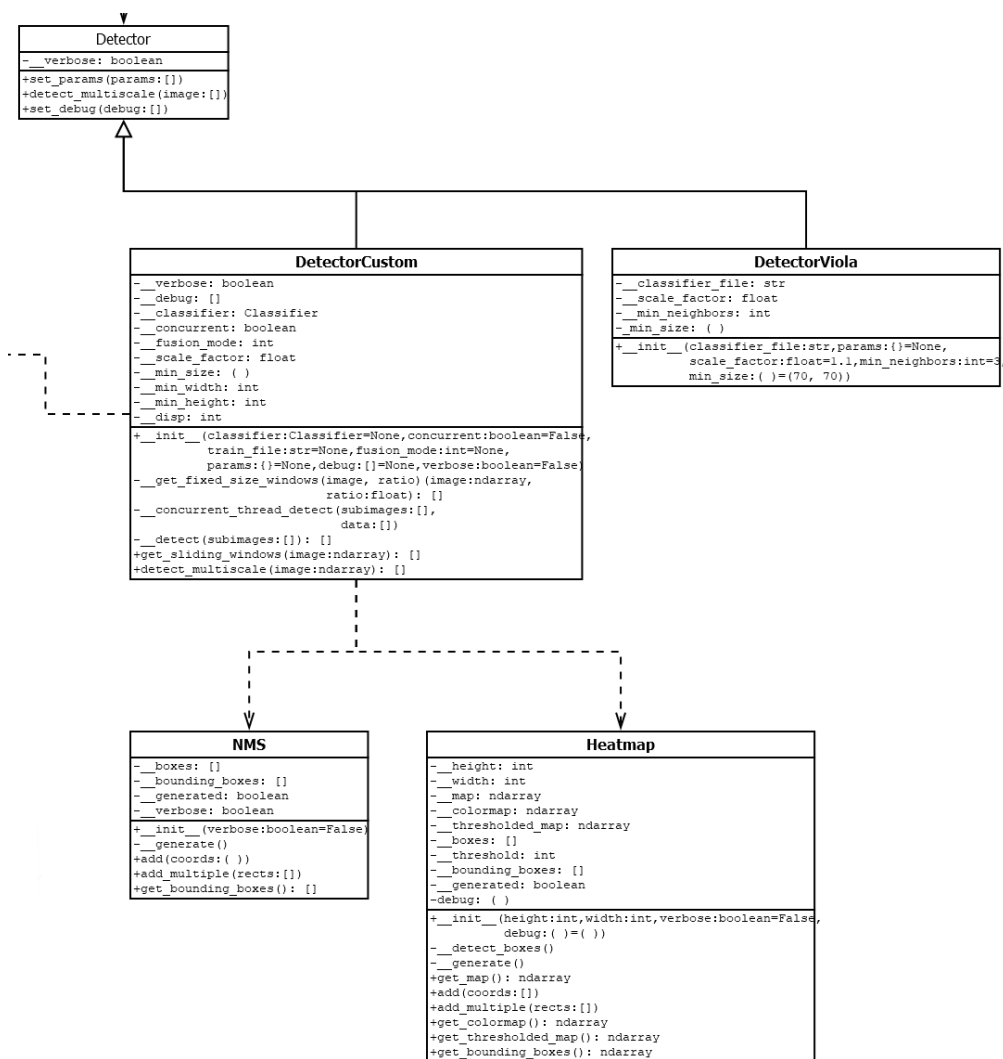 Detector
-__verbose: boolean
+set_params(params:[])
+detect_multiscale(image:[])
+set_debug(debug:[])
DetectorCustom
-__verbose: boolean
-__debug: []
-__classifier: Classifier
-__concurrent: boolean
-__fusion_mode: int
-__scale_factor: float
-__min_size: ( )
-__min_width: int
-__min_height: int
-__disp: int
+__init__(classifier:Classifier=None,concurrent:boolean=False,
train_file:str=None,fusion_mode:int=None,
params:{}=None,debug:[]=None,verbose:boolean=False)
-__get_fixed_size_windows(image, ratio)(image:ndarray,
ratio:float): []
-__concurrent_thread_detect(subimages:[],
data:[])
-__detect(subimages:[]): []
+get_sliding_windows(image:ndarray): []
+detect_multiscale(image:ndarray): []
DetectorViola
-__classifier_file: str
-__scale_factor: float
-__min_neighbors: int
-_min_size: ( )
+__init__(classifier_file:str,params:{}=None,
scale_factor:float=1.1,min_neighbors:int=3,
min_size:( )=(70, 70))
NMS
-__boxes: []
-__bounding_boxes: []
-__generated: boolean
-__verbose: boolean
+__init__(verbose:boolean=False)
-__generate()
+add(coords:( ))
+add_multiple(rects:[])
+get_bounding_boxes(): []
Heatmap
-__height: int
-__width: int
-__map: ndarray
-__colormap: ndarray
-__thresholded_map: ndarray
-__boxes: []
-__threshold: int
-__bounding_boxes: []
-__generated: boolean
-debug: ( )
+__init__(height:int,width:int,verbose:boolean=False,
debug:( )=( ))
-__detect_boxes()
-__generate()
+get_map(): ndarray
+add(coords:[])
+add_multiple(rects:[])
+get_colormap(): ndarray
+get_thresholded_map(): ndarray
+get_bounding_boxes(): ndarray